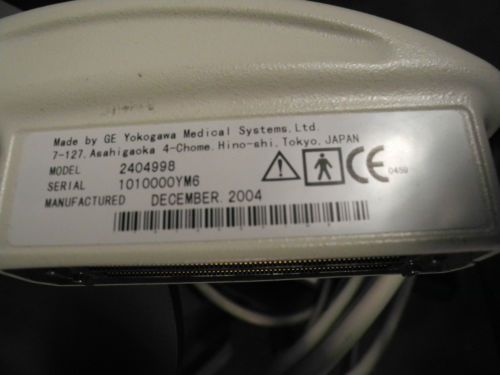 Made by GE Yokogawa Medical Systems, Ltd.
7-127, Asahigaoka 4-Chome, Hino-shi, Tokyo, JAPAN
MODEL 2404998
SERIAL 1010000YM6
MANUFACTURED DECEMBER. 2004
CE 0459